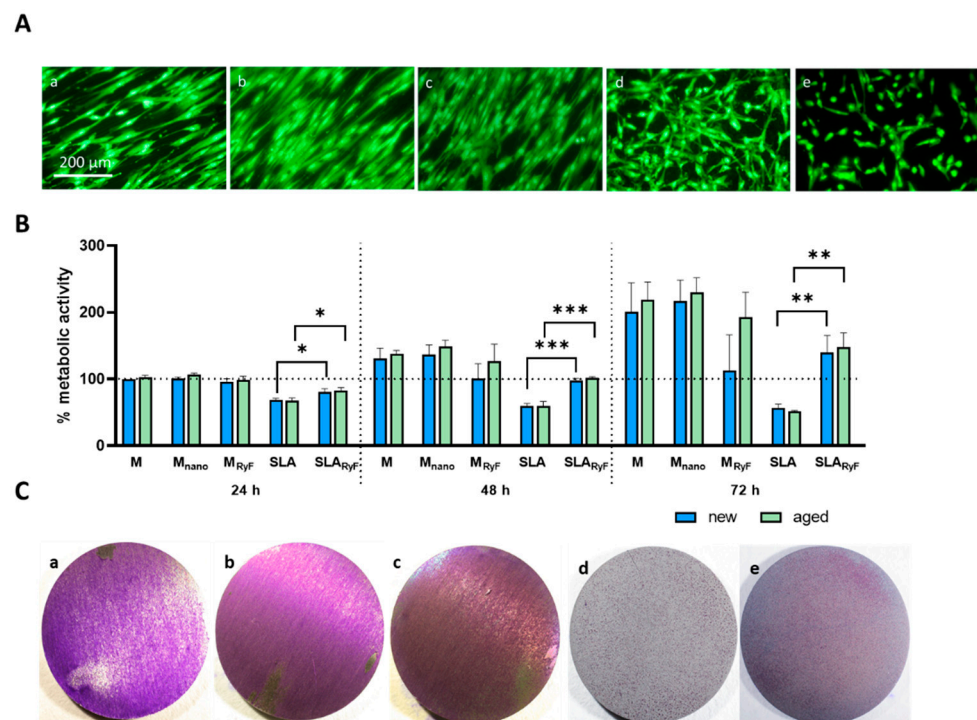 A
a b c d e
200 μm
B
300
200
100
0
% metabolic activity
* * *** *** ** **
M Mnano MRyF SLA SLARyF M Mnano MRyF SLA SLARyF M Mnano MRyF SLA SLARyF
24 h 48 h 72 h
new aged
C
a b c d e